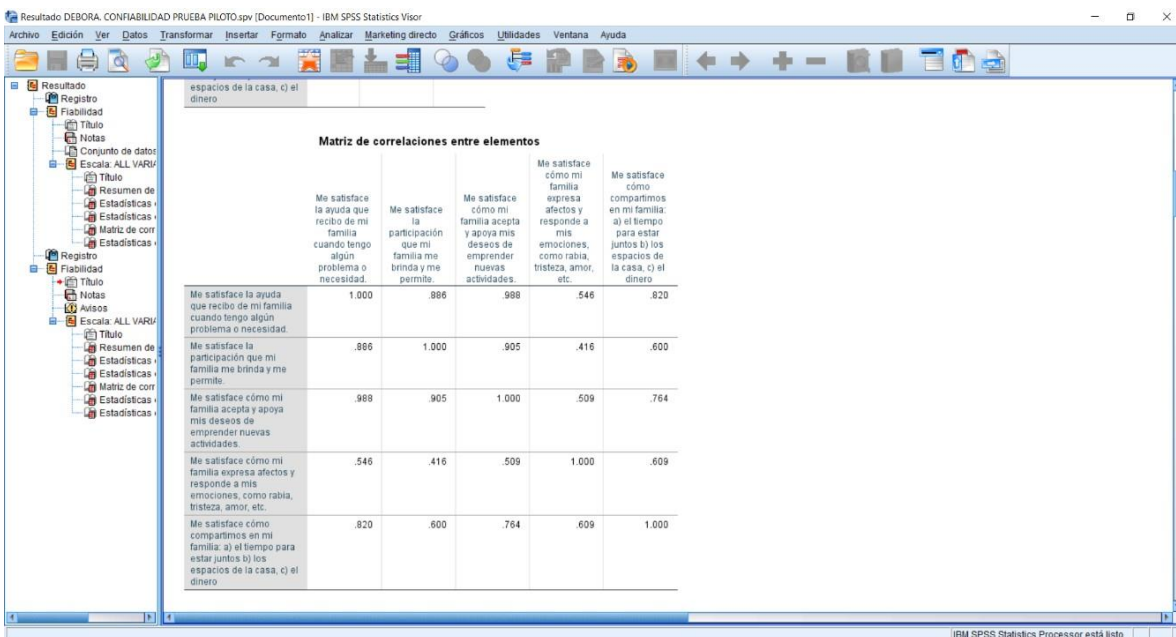 Resultado DEBORA. CONFIABILIDAD PRUEBA PILOTO.spv [Documento1] - IBM SPSS Statistics Visor
Archivo Edición Ver Datos Transformar Insertar Formato Analizar Marketing directo Gráficos Utilidades Ventana Ayuda
Resultado
Registro
Fiabilidad
Título
Notas
Conjunto de datos
Escala: ALL VARIA
Título
Resumen de
Estadísticas
Estadísticas
Matriz de corr
Estadísticas
Registro
Fiabilidad
Título
Notas
Avisos
Escala: ALL VARIA
Título
Resumen de
Estadísticas
Estadísticas
Matriz de corr
Estadísticas
Estadísticas
espacios de la casa, c) el
dinero
Matriz de correlaciones entre elementos
Me satisface
la ayuda que
recibo de mi
familia
cuando tengo
algún
problema o
necesidad.
Me satisface
la
participación
que mi
familia me
brinda y me
permite.
Me satisface
cómo mi
familia acepta
y apoya mis
deseos de
emprender
nuevas
actividades.
Me satisface
cómo mi
familia
expresa
afectos y
responde a
mis
emociones,
como rabia,
tristeza, amor,
etc.
Me satisface
cómo
compartimos
en mi familia:
a) el tiempo
para estar
juntos b) los
espacios de
la casa, c) el
dinero
Me satisface la ayuda
que recibo de mi familia
cuando tengo algún
problema o necesidad.
1.000 .886 .988 .546 .820
Me satisface la
participación que mi
familia me brinda y me
permite.
.886 1.000 .905 .416 .600
Me satisface cómo mi
familia acepta y apoya
mis deseos de
emprender nuevas
actividades.
.988 .905 1.000 .509 .764
Me satisface cómo mi
familia expresa afectos y
responde a mis
emociones, como rabia,
tristeza, amor, etc.
.546 .416 .509 1.000 .609
Me satisface cómo
compartimos en mi
familia: a) el tiempo para
estar juntos b) los
espacios de la casa, c) el
dinero
.820 .600 .764 .609 1.000
IBM SPSS Statistics Processor está listo